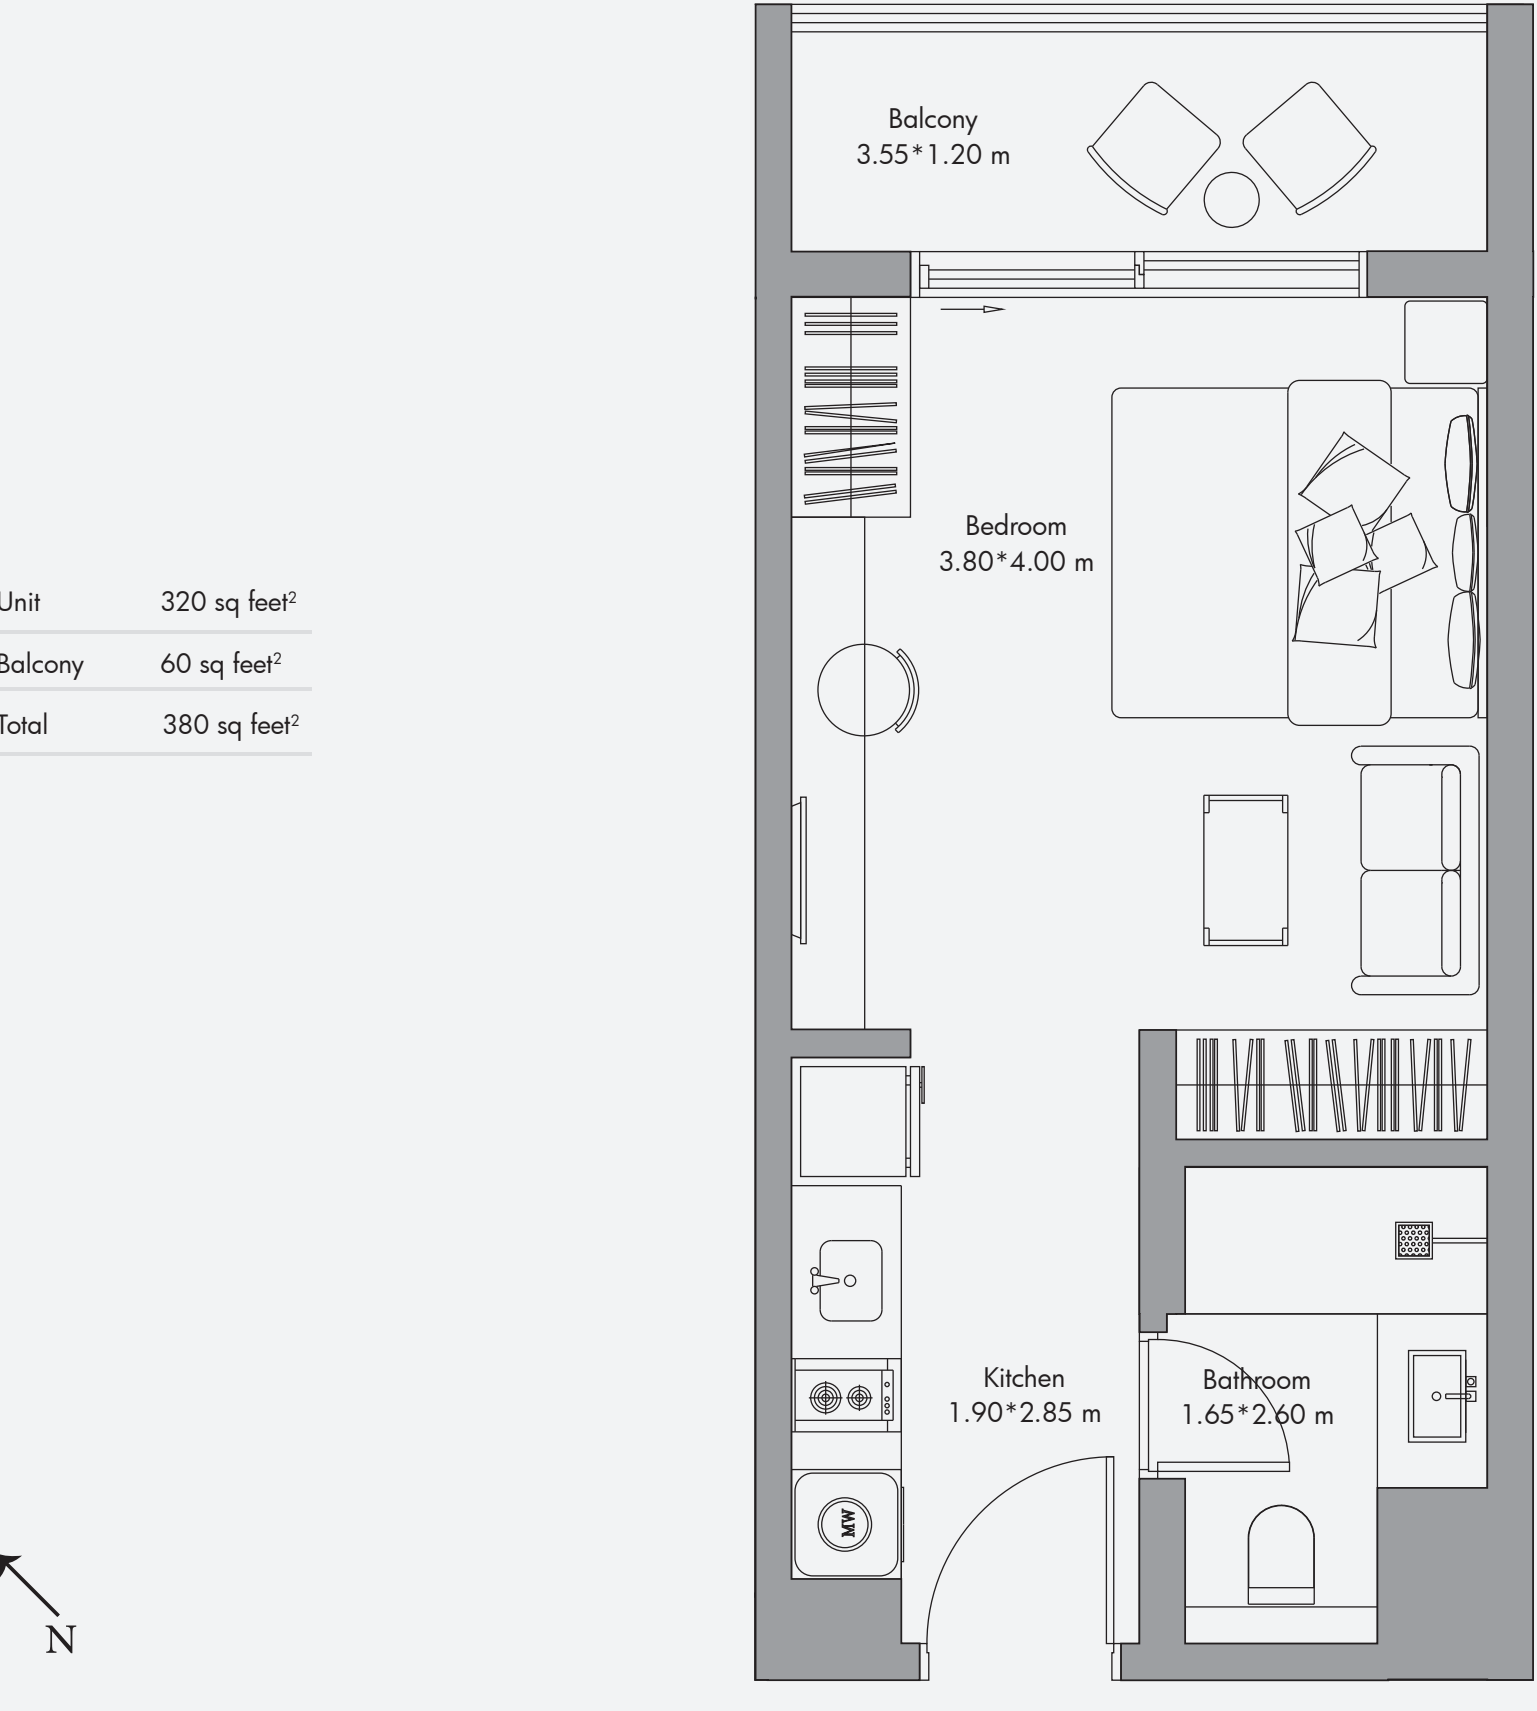 Balcony
3.55*1.20 m
Bedroom
3.80*4.00 m
Unit 320 sq feet²
Balcony 60 sq feet²
Total 380 sq feet²
Kitchen
1.90*2.85 m
Bathroom
1.65*2.60 m
MW
N